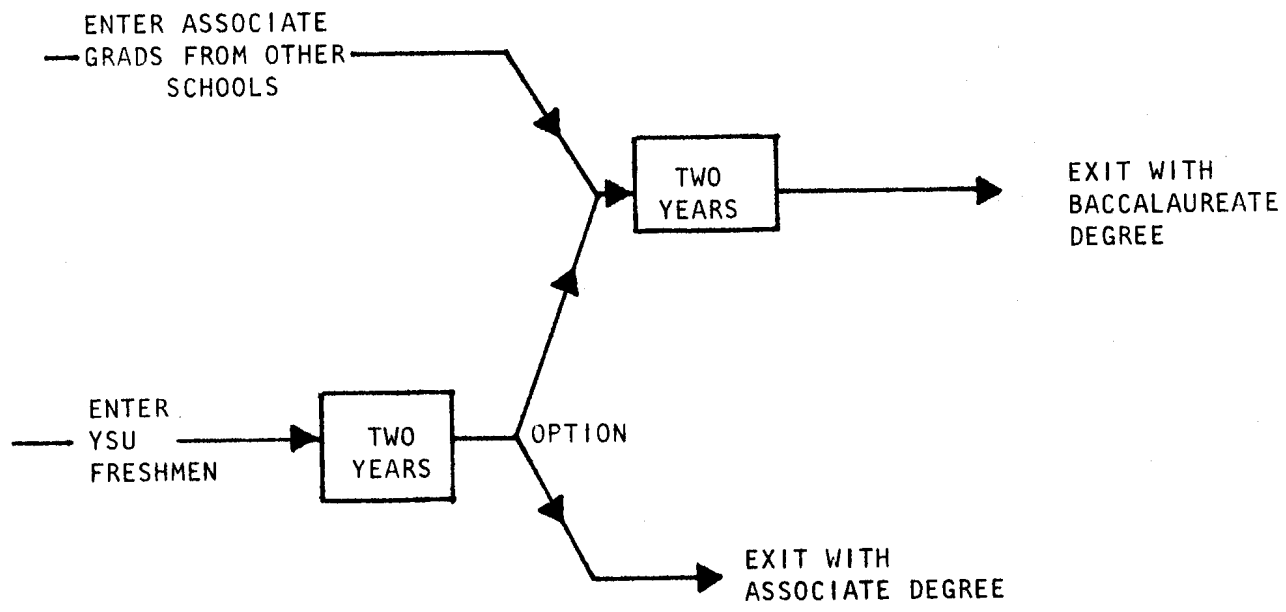 ENTER ASSOCIATE
GRADS FROM OTHER
SCHOOLS
TWO
YEARS
EXIT WITH
BACCALAUREATE
DEGREE
ENTER
YSU
FRESHMEN
TWO
YEARS
OPTION
EXIT WITH
ASSOCIATE DEGREE